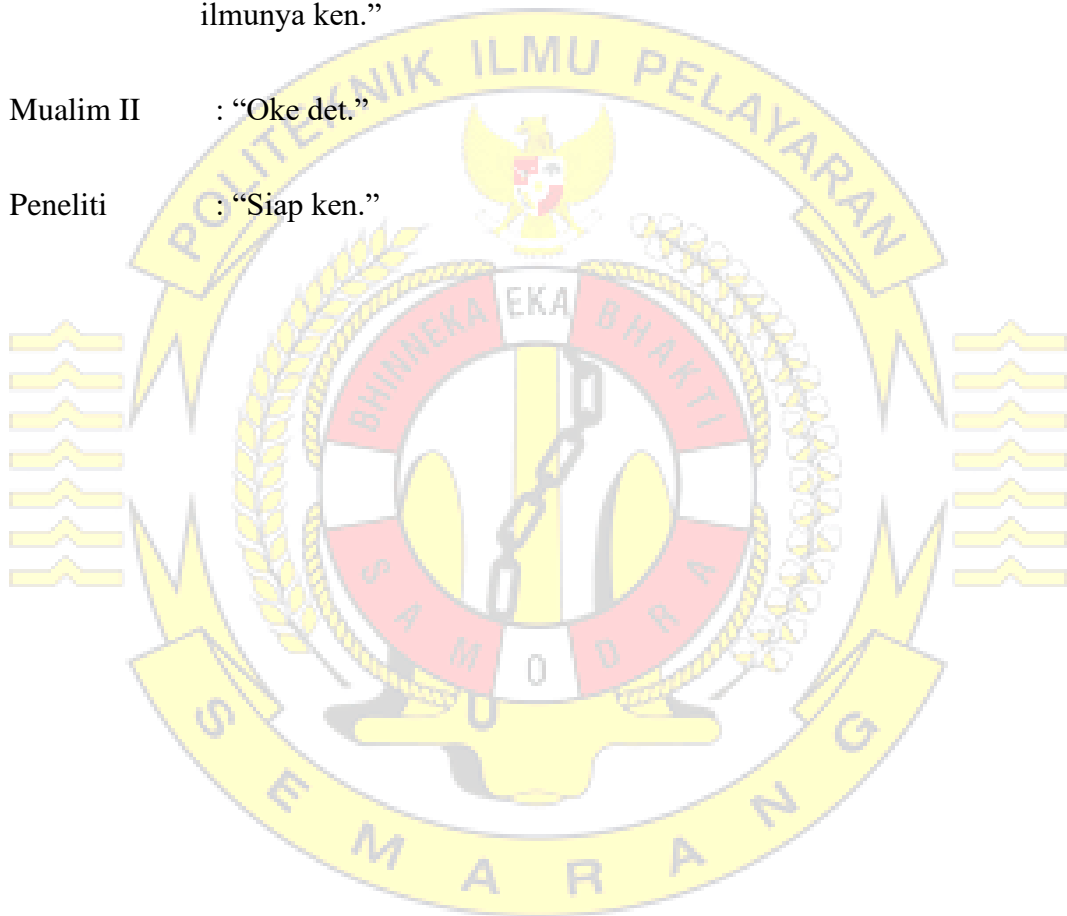 ilmunya ken.”
Mualim II : “Oke det.”
Peneliti : “Siap ken.”
POLITEKNIK ILMU PELAYARAN
BHINNEKA EKA BHAKTI
SAMODRA
SEMARANG